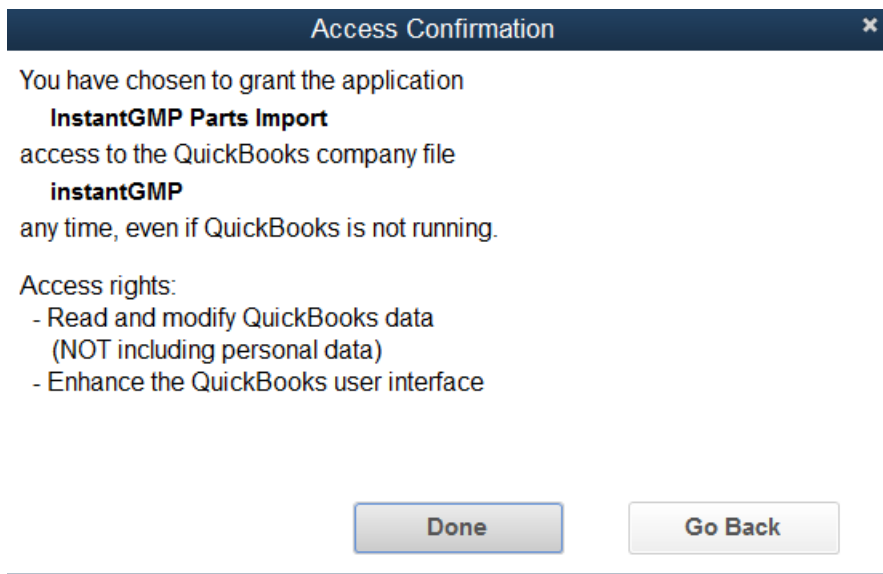 Access Confirmation
You have chosen to grant the application
InstantGMP Parts Import
access to the QuickBooks company file
instantGMP
any time, even if QuickBooks is not running.
Access rights:
- Read and modify QuickBooks data
(NOT including personal data)
- Enhance the QuickBooks user interface
Done Go Back